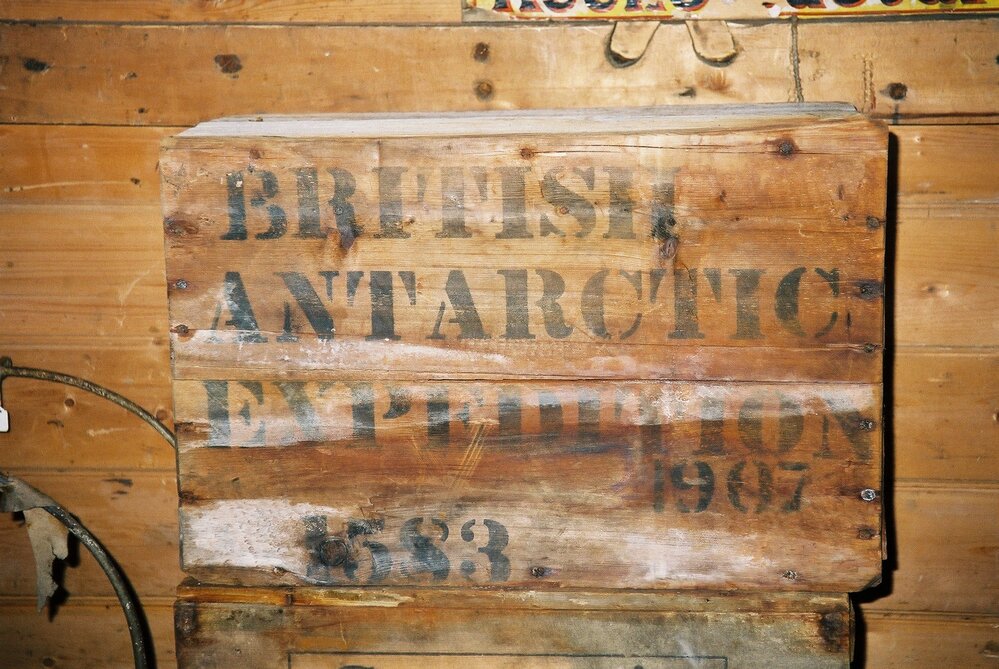 BRITISH
ANTARCTIC
EXPEDITION
1907
1583